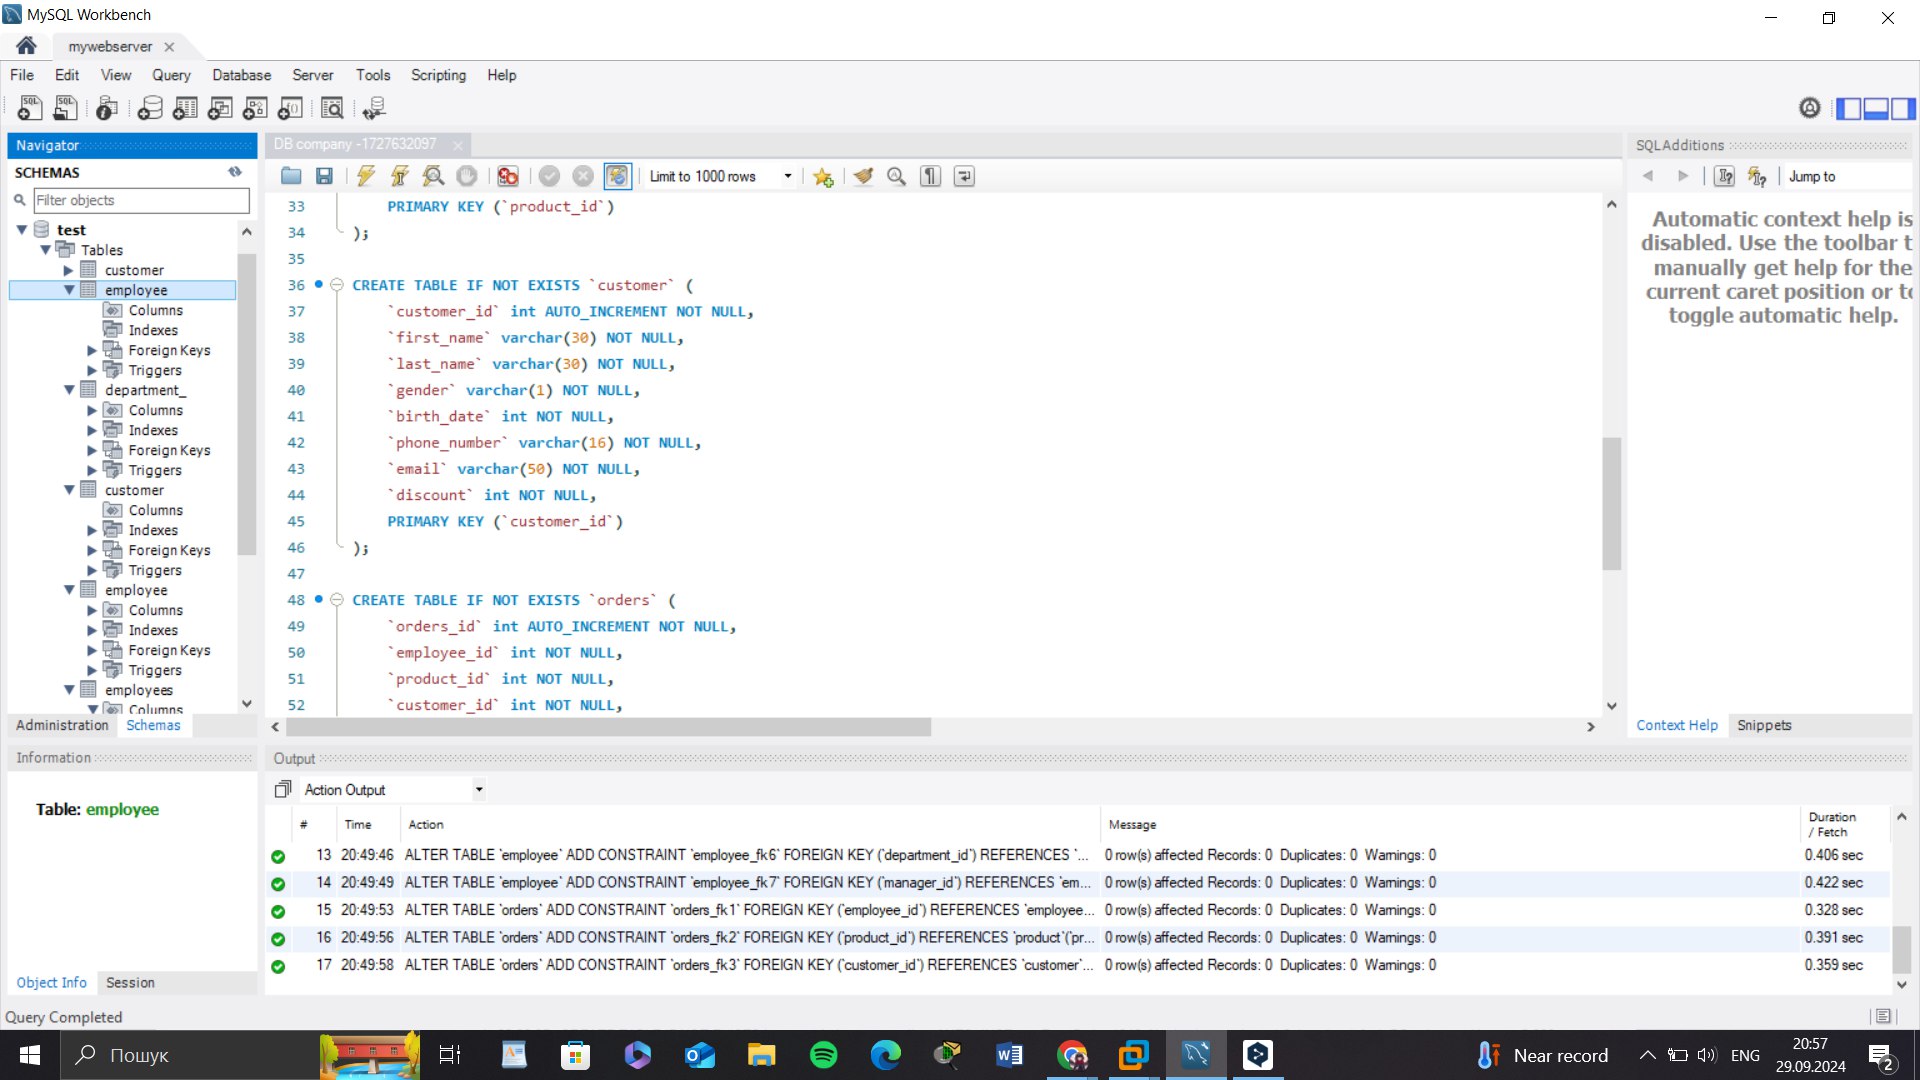 MySQL Workbench
mywebserver
File Edit View Query Database Server Tools Scripting Help
Navigator
SCHEMAS
Filter objects
test
Tables
customer
employee
Columns
Indexes
Foreign Keys
Triggers
department_
Columns
Indexes
Foreign Keys
Triggers
customer
Columns
Indexes
Foreign Keys
Triggers
employee
Columns
Indexes
Foreign Keys
Triggers
employees
Columns
Administration Schemas
Information
Table: employee
Object Info Session
Query Completed
DB company -1727632097
Limit to 1000 rows
33 PRIMARY KEY (`product_id`)
34 );
35
36 CREATE TABLE IF NOT EXISTS `customer` (
37 `customer_id` int AUTO_INCREMENT NOT NULL,
38 `first_name` varchar(30) NOT NULL,
39 `last_name` varchar(30) NOT NULL,
40 `gender` varchar(1) NOT NULL,
41 `birth_date` int NOT NULL,
42 `phone_number` varchar(16) NOT NULL,
43 `email` varchar(50) NOT NULL,
44 `discount` int NOT NULL,
45 PRIMARY KEY (`customer_id`)
46 );
47
48 CREATE TABLE IF NOT EXISTS `orders` (
49 `orders_id` int AUTO_INCREMENT NOT NULL,
50 `employee_id` int NOT NULL,
51 `product_id` int NOT NULL,
52 `customer_id` int NOT NULL,
SQLAdditions
Jump to
Automatic context help is
disabled. Use the toolbar t
manually get help for the
current caret position or to
toggle automatic help.
Context Help Snippets
Output
Action Output
# Time Action Message Duration / Fetch
13 20:49:46 ALTER TABLE `employee` ADD CONSTRAINT `employee_fk6` FOREIGN KEY (`department_id`) REFERENCES `... 0 row(s) affected Records: 0 Duplicates: 0 Warnings: 0 0.406 sec
14 20:49:49 ALTER TABLE `employee` ADD CONSTRAINT `employee_fk7` FOREIGN KEY (`manager_id`) REFERENCES `em... 0 row(s) affected Records: 0 Duplicates: 0 Warnings: 0 0.422 sec
15 20:49:53 ALTER TABLE `orders` ADD CONSTRAINT `orders_fk1` FOREIGN KEY (`employee_id`) REFERENCES `employee... 0 row(s) affected Records: 0 Duplicates: 0 Warnings: 0 0.328 sec
16 20:49:56 ALTER TABLE `orders` ADD CONSTRAINT `orders_fk2` FOREIGN KEY (`product_id`) REFERENCES `product`(`pr... 0 row(s) affected Records: 0 Duplicates: 0 Warnings: 0 0.391 sec
17 20:49:58 ALTER TABLE `orders` ADD CONSTRAINT `orders_fk3` FOREIGN KEY (`customer_id`) REFERENCES `customer`... 0 row(s) affected Records: 0 Duplicates: 0 Warnings: 0 0.359 sec
Пошук
Near record
ENG
20:57
29.09.2024
2